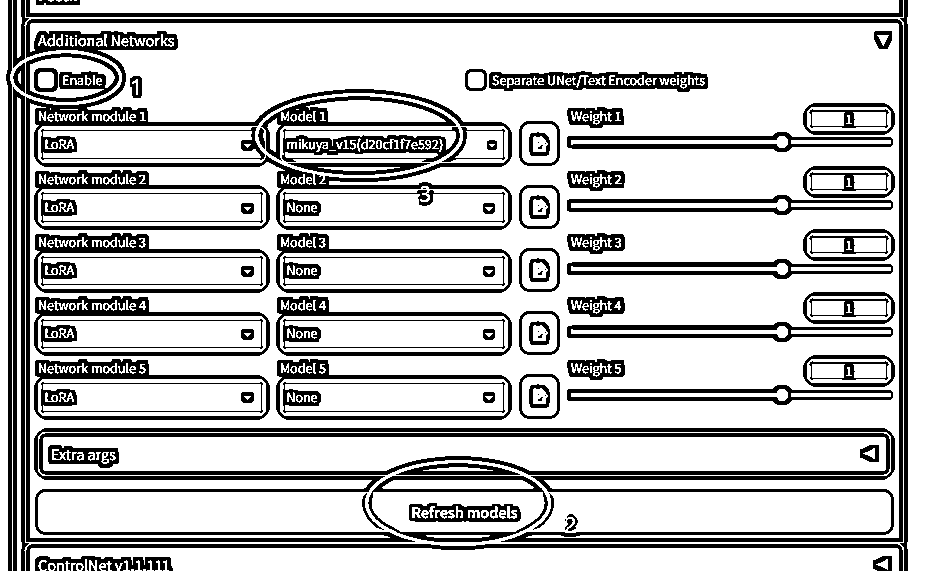 Additional Networks
Enable
1
Separate UNet/Text Encoder weights
Network module 1
Model 1
Weight 1
1
LoRA
mikuya_v15(d20cf1f7e592)
3
Network module 2
Model 2
Weight 2
1
LoRA
None
Network module 3
Model 3
Weight 3
1
LoRA
None
Network module 4
Model 4
Weight 4
1
LoRA
None
Network module 5
Model 5
Weight 5
1
LoRA
None
Extra args
Refresh models
2
ControlNet v1.1.111